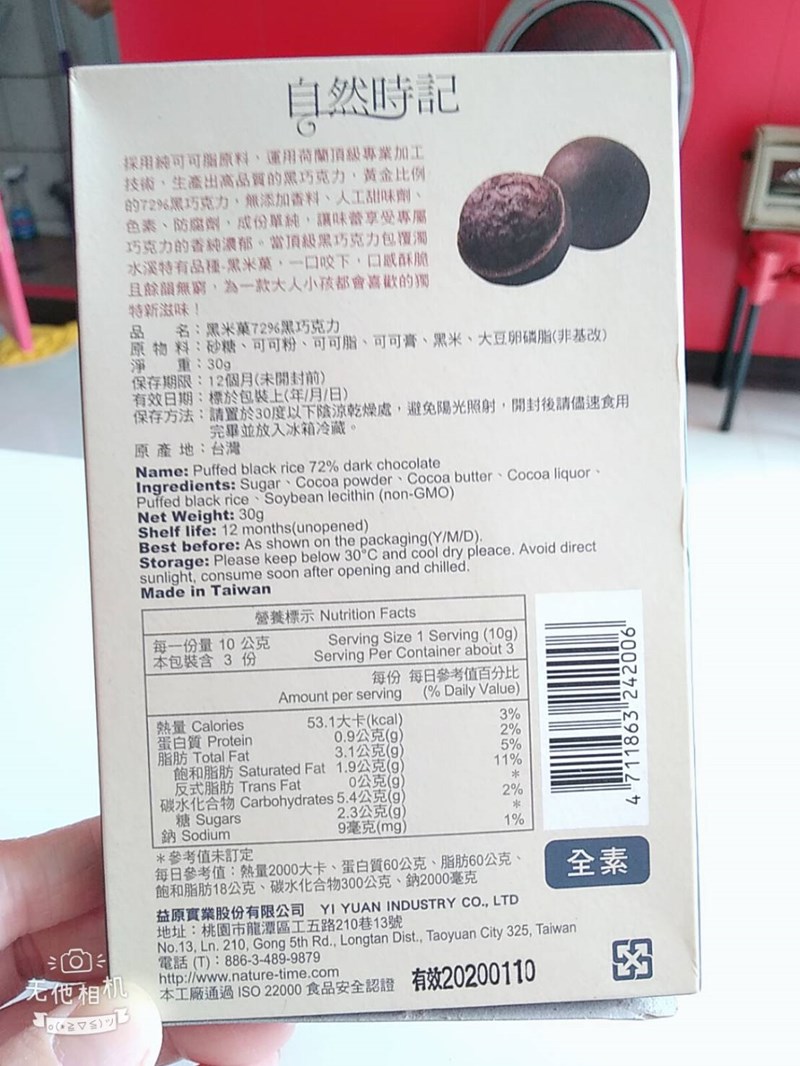 自然時記
採用純可可脂原料，運用荷蘭頂級專業加工
技術，生產出高品質的黑巧克力，黃金比例
的72%黑巧克力，無添加香料、人工甜味劑、
色素、防腐劑，成份單純，讓味蕾享受專屬
巧克力的香純濃郁。當頂級黑巧克力包覆濁
水溪特有品種-黑米菓，一口咬下，口感酥脆
且餘韻無窮，為一款大人小孩都會喜歡的獨
特新滋味！
品　　名：黑米菓72%黑巧克力
原 物 料：砂糖、可可粉、可可脂、可可膏、黑米、大豆卵磷脂(非基改)
淨　　重：30g
保存期限：12個月(未開封前)
有效日期：標於包裝上(年/月/日)
保存方法：請置於30度以下陰涼乾燥處，避免陽光照射，開封後請儘速食用
完畢並放入冰箱冷藏。
原 產 地：台灣
Name: Puffed black rice 72% dark chocolate
Ingredients: Sugar、Cocoa powder、Cocoa butter、Cocoa liquor、
Puffed black rice、Soybean lecithin (non-GMO)
Net Weight: 30g
Shelf life: 12 months(unopened)
Best before: As shown on the packaging(Y/M/D).
Storage: Please keep below 30°C and cool dry pleace. Avoid direct
sunlight, consume soon after opening and chilled.
Made in Taiwan
營養標示 Nutrition Facts
每一份量 10 公克 Serving Size 1 Serving (10g)
本包裝含 3 份 Serving Per Container about 3
每份 每日參考值百分比
Amount per serving (% Daily Value)
熱量 Calories 53.1大卡(kcal) 3%
蛋白質 Protein 0.9公克(g) 2%
脂肪 Total Fat 3.1公克(g) 5%
飽和脂肪 Saturated Fat 1.9公克(g) 11%
反式脂肪 Trans Fat 0公克(g) *
碳水化合物 Carbohydrates 5.4公克(g) 2%
糖 Sugars 2.3公克(g) *
鈉 Sodium 9毫克(mg) 1%
＊參考值未訂定
每日參考值：熱量2000大卡、蛋白質60公克、脂肪60公克、
飽和脂肪18公克、碳水化合物300公克、鈉2000毫克
4 711863 242006
全素
益原實業股份有限公司 YI YUAN INDUSTRY CO., LTD
地址：桃園市龍潭區工五路210巷13號
No.13, Ln. 210, Gong 5th Rd., Longtan Dist., Taoyuan City 325, Taiwan
電話 (T)：886-3-489-9879
http://www.nature-time.com
本工廠通過 ISO 22000 食品安全認證 有效20200110
无他相机
o(*≧▽≦)ツ